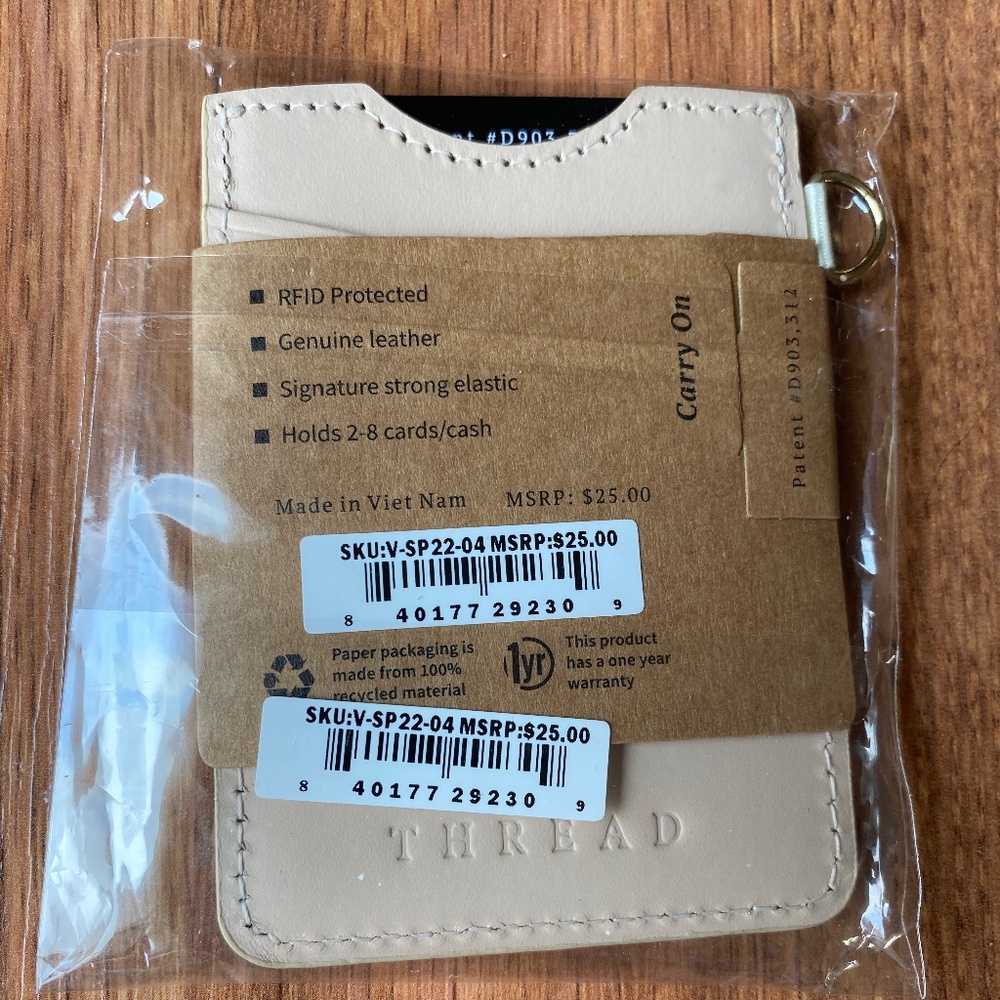 #D903,
RFID Protected
Genuine leather
Signature strong elastic
Holds 2-8 cards/cash
Carry On
Patent #D903,312
Made in Viet Nam MSRP: $25.00
SKU:V-SP22-04 MSRP:$25.00
8 40177 29230 9
Paper packaging is
made from 100%
recycled material
1yr
This product
has a one year
warranty
SKU:V-SP22-04 MSRP:$25.00
8 40177 29230 9
THREAD